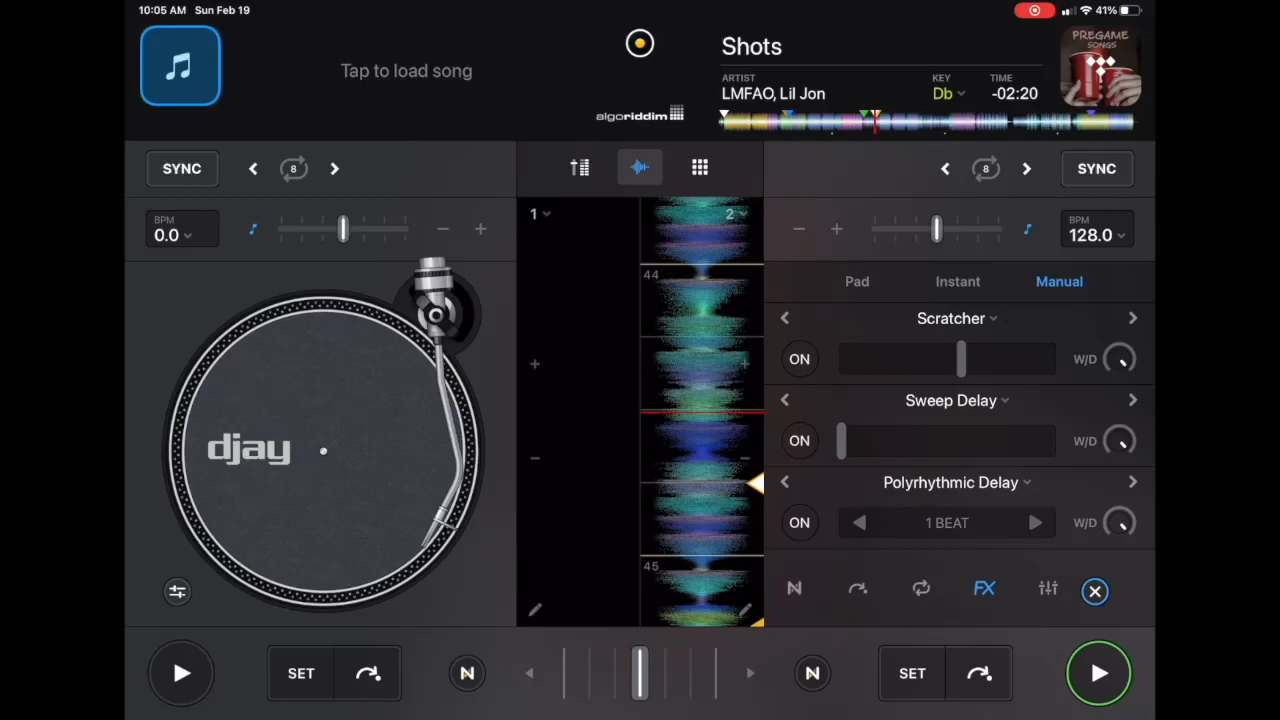 10:05 AM Sun Feb 19
41%
Tap to load song
algoriddim
Shots
ARTIST
LMFAO, Lil Jon
KEY
Db
TIME
-02:20
PREGAME
SONGS
SYNC
8
8
SYNC
BPM
0.0
1
2
BPM
128.0
44
45
djay
Pad Instant Manual
Scratcher
ON
W/D
Sweep Delay
ON
W/D
Polyrhythmic Delay
ON
1 BEAT
W/D
FX
SET
N
N
SET